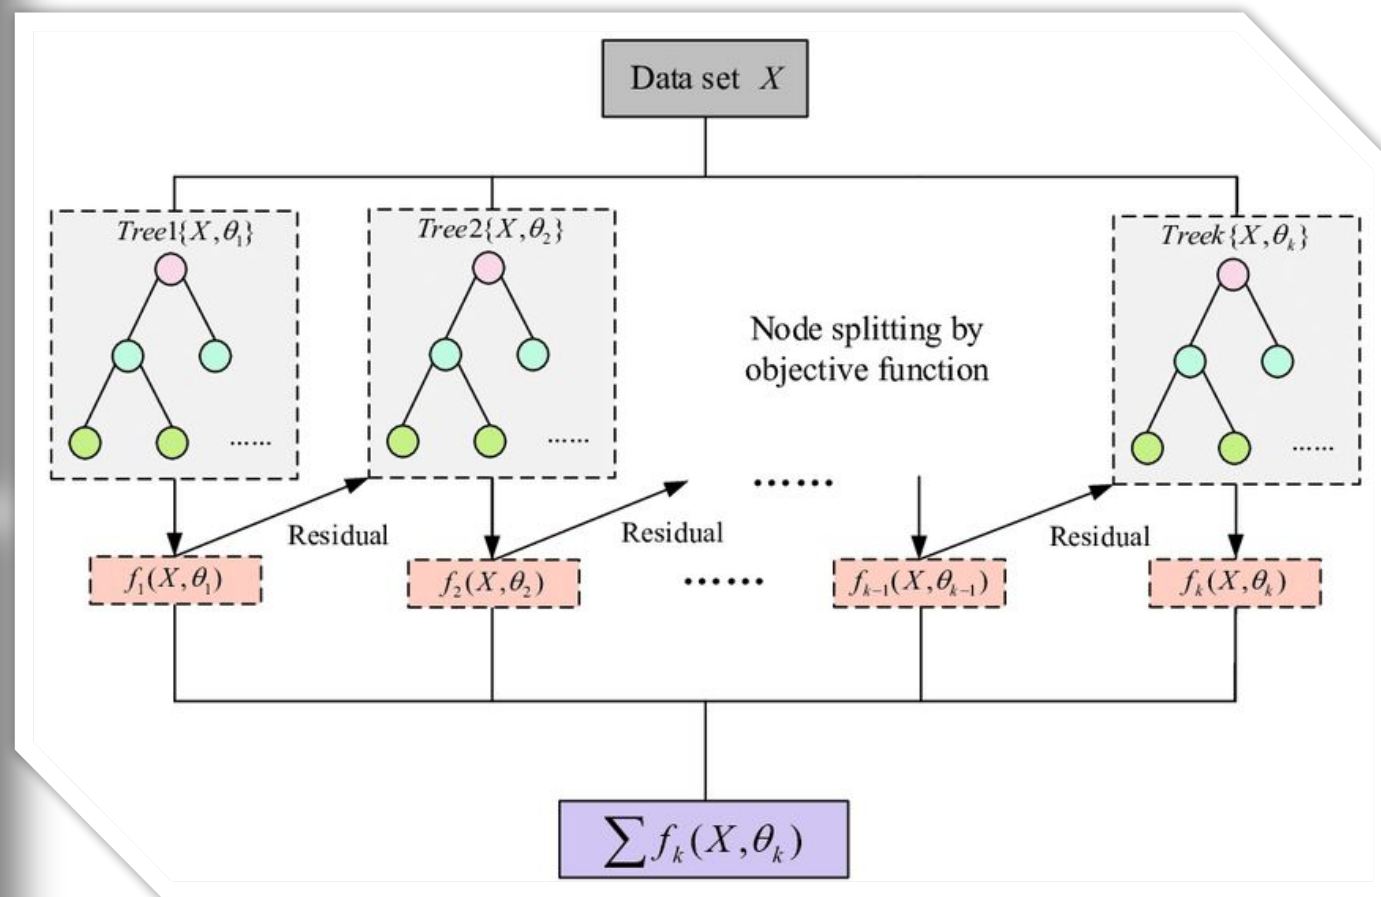 Data set X
Tree1{X,θ₁}
Tree2{X,θ₂}
Treek{X,θₖ}
Node splitting by
objective function
......
......
......
......
Residual
Residual
Residual
f₁(X,θ₁)
f₂(X,θ₂)
......
fₖ₋₁(X,θₖ₋₁)
fₖ(X,θₖ)
∑fₖ(X,θₖ)